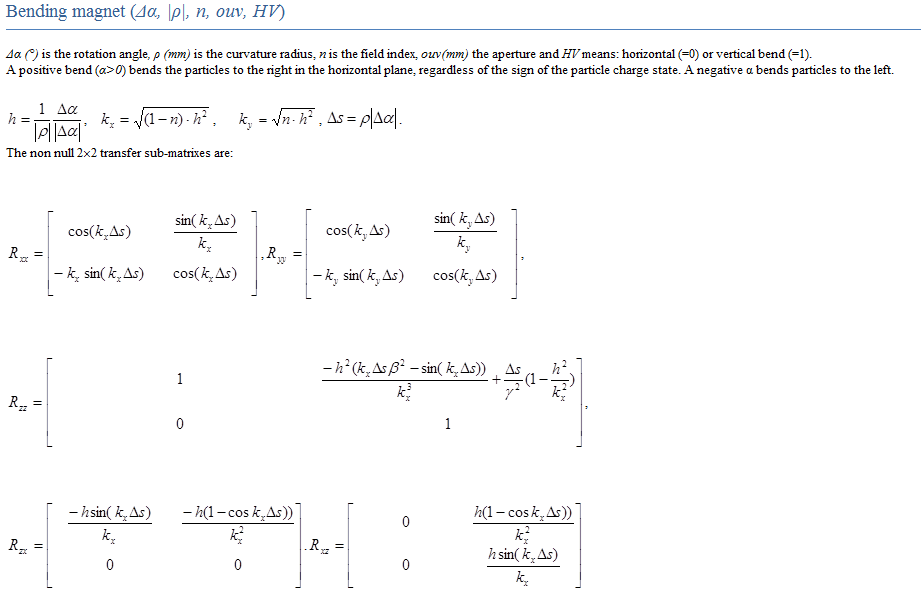 Bending magnet (Δα, |ρ|, n, ouv, HV)
Δα (°) is the rotation angle, ρ (mm) is the curvature radius, n is the field index, ouv(mm) the aperture and HV means: horizontal (=0) or vertical bend (=1).
A positive bend (α>0) bends the particles to the right in the horizontal plane, regardless of the sign of the particle charge state. A negative α bends particles to the left.
h = 1/|ρ| Δα/|Δα|, k_x = √((1−n)·h²), k_y = √(n·h²), Δs = ρ|Δα|.
The non null 2×2 transfer sub-matrixes are:
R_xx = [ cos(k_xΔs) sin(k_xΔs)/k_x
−k_x sin(k_xΔs) cos(k_xΔs) ], R_yy = [ cos(k_yΔs) sin(k_yΔs)/k_y
−k_y sin(k_yΔs) cos(k_yΔs) ],
R_zz = [ 1 −h²(k_xΔsβ² − sin(k_xΔs))/k_x³ + Δs/γ² (1− h²/k_x²)
0 1 ],
R_zx = [ −h sin(k_xΔs)/k_x −h(1−cos k_xΔs))/k_x²
0 0 ].R_xz = [ 0 h(1−cos k_xΔs))/k_x²
0 h sin(k_xΔs)/k_x ]